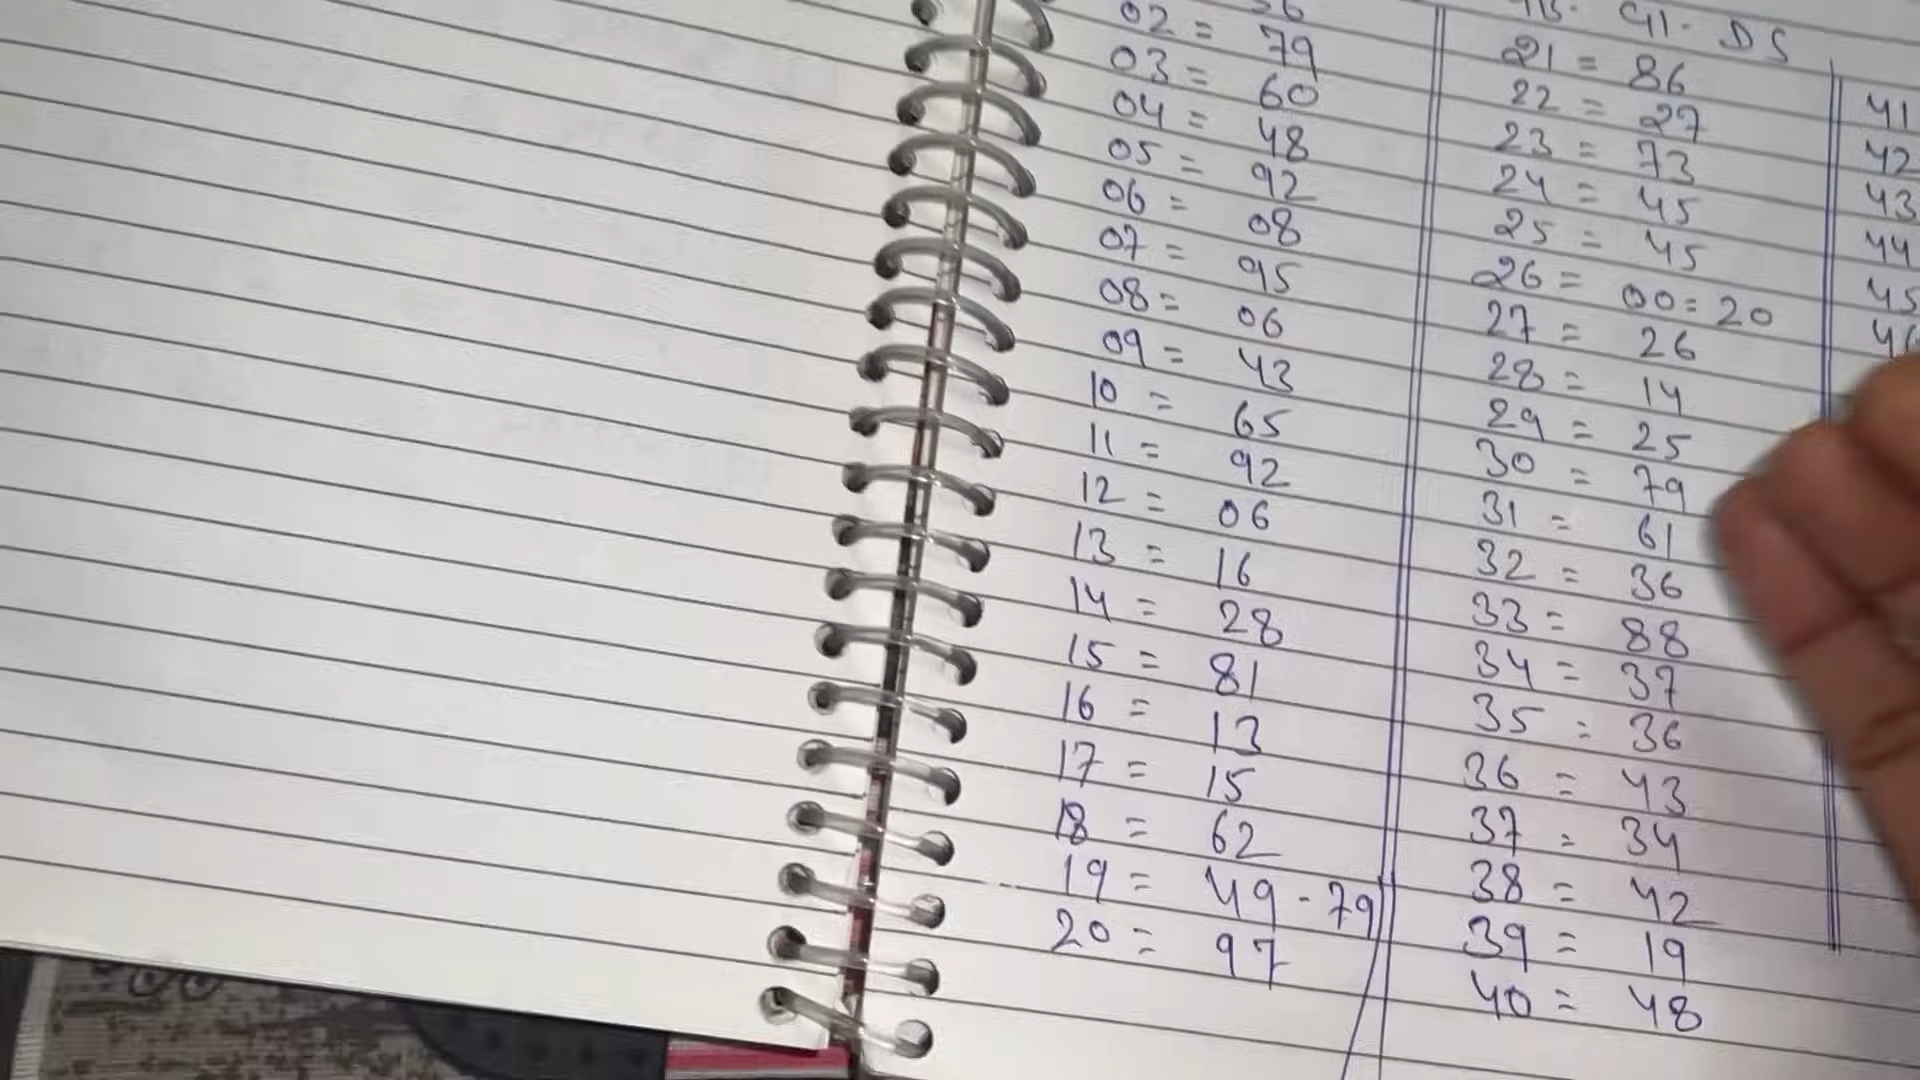 02 = 79
03 = 60
04 = 48
05 = 92
06 = 08
07 = 95
08 = 06
09 = 43
10 = 65
11 = 92
12 = 06
13 = 16
14 = 28
15 = 81
16 = 13
17 = 15
18 = 62
19 = 49 - 79
20 = 97
DS
21 = 86
22 = 27
23 = 73
24 = 45
25 = 45
26 = 00 = 20
27 = 26
28 = 14
29 = 25
30 = 79
31 = 61
32 = 36
33 = 88
34 = 37
35 = 36
36 = 43
37 = 34
38 = 42
39 = 19
40 = 48
41
42
43
44
45